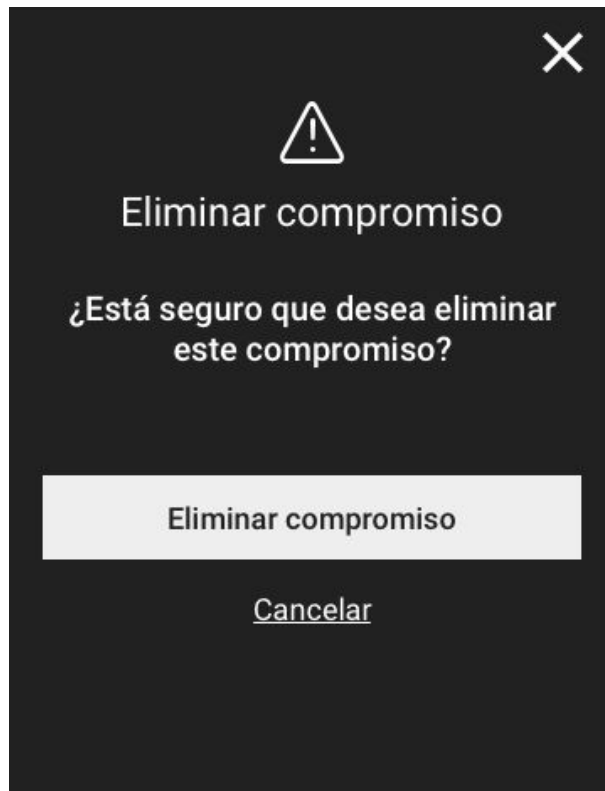 Eliminar compromiso
¿Está seguro que desea eliminar
este compromiso?
Eliminar compromiso
Cancelar